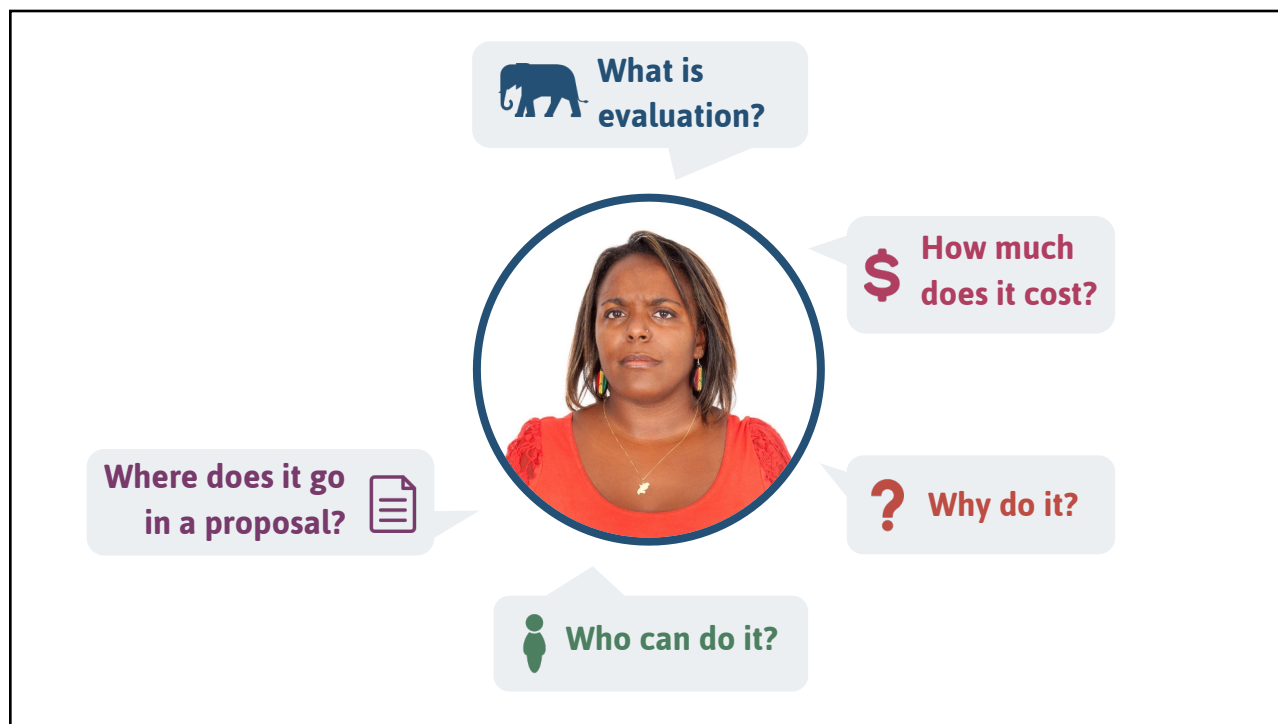 What is
evaluation?
$ How much
does it cost?
Where does it go
in a proposal?
? Why do it?
Who can do it?